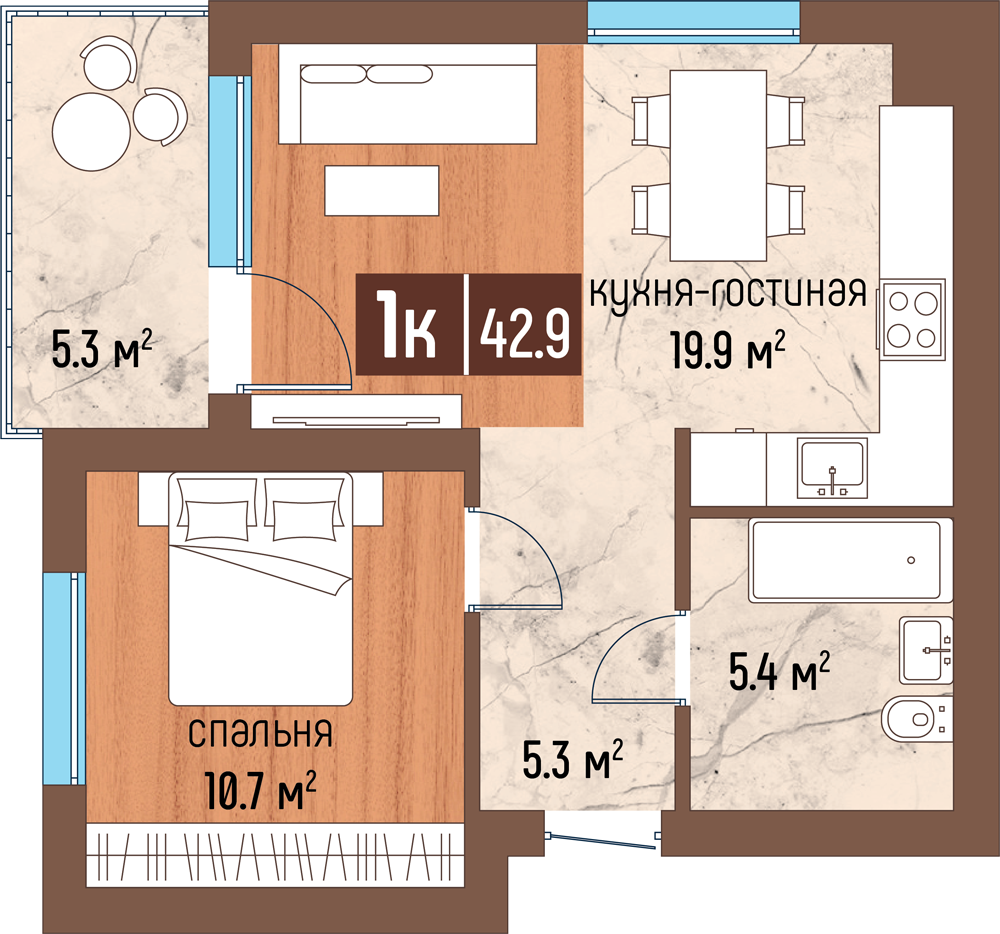 кухня-гостиная
19.9 м²
1к 42.9
5.3 м²
5.4 м²
спальня
10.7 м²
5.3 м²